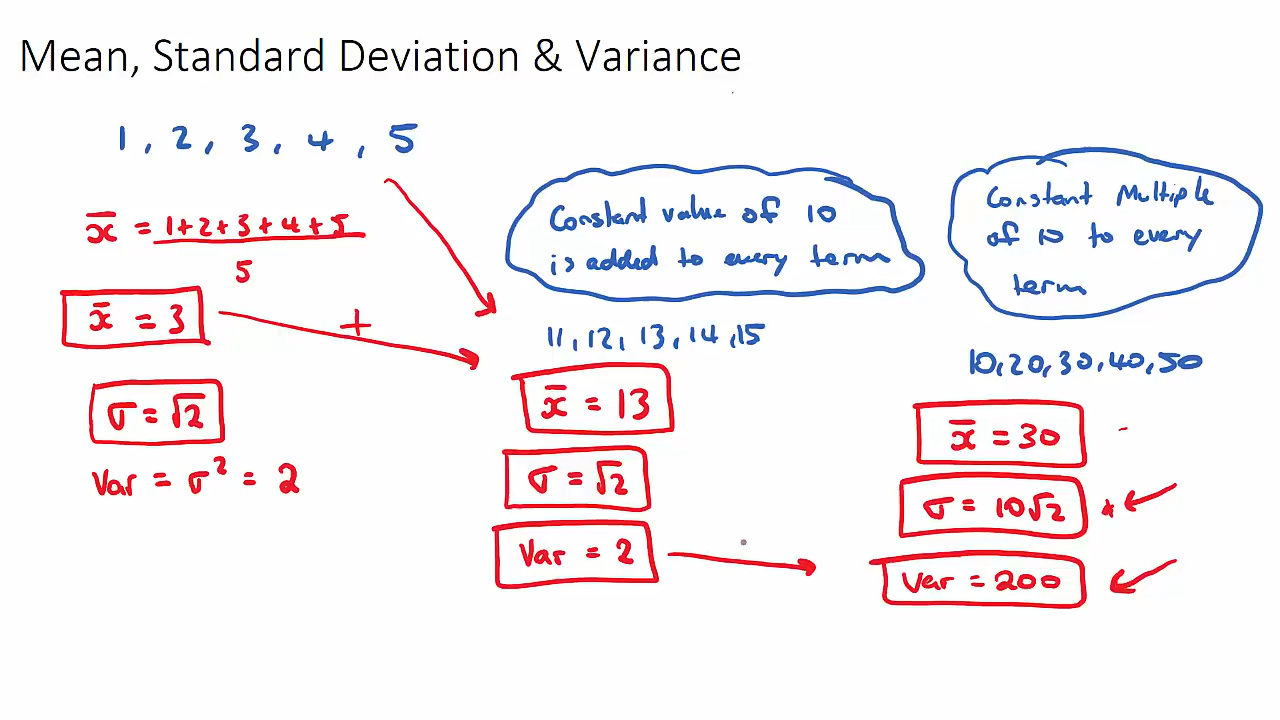 Mean, Standard Deviation & Variance
1, 2, 3, 4, 5
x̄ = 1+2+3+4+5
5
x̄ = 3
+
σ = √2
Var = σ² = 2
Constant value of 10
is added to every term
11, 12, 13, 14, 15
x̄ = 13
σ = √2
Var = 2
Constant Multiple
of 10 to every
term
10, 20, 30, 40, 50
x̄ = 30
σ = 10√2
Var = 200